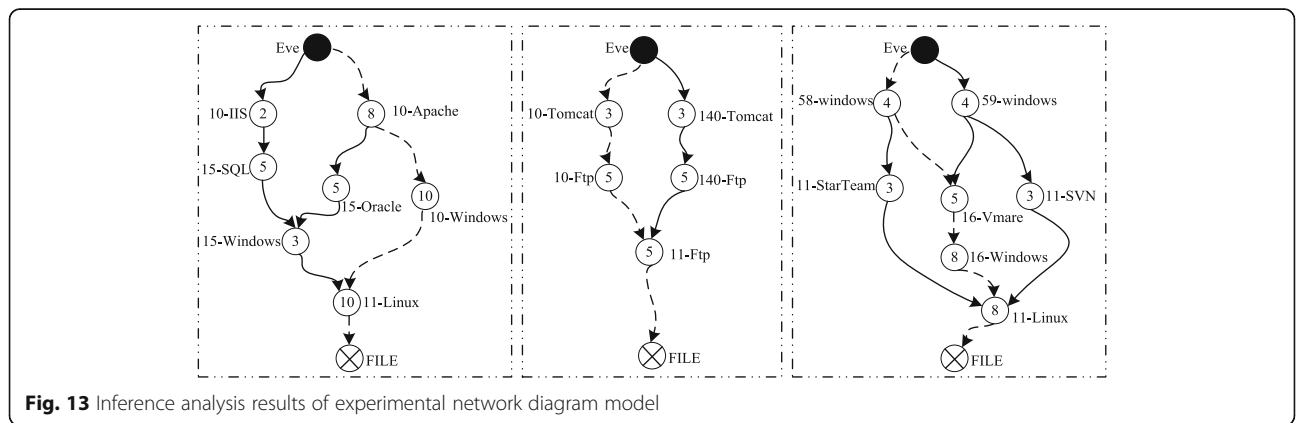 Eve
10-IIS
2
8
10-Apache
15-SQL
5
5
15-Oracle
10
10-Windows
15-Windows
3
10
11-Linux
FILE
Eve
10-Tomcat
3
3
140-Tomcat
10-Ftp
5
5
140-Ftp
5
11-Ftp
FILE
Eve
58-windows
4
4
59-windows
11-StarTeam
3
5
16-Vmare
3
11-SVN
8
16-Windows
8
11-Linux
FILE
Fig. 13 Inference analysis results of experimental network diagram model